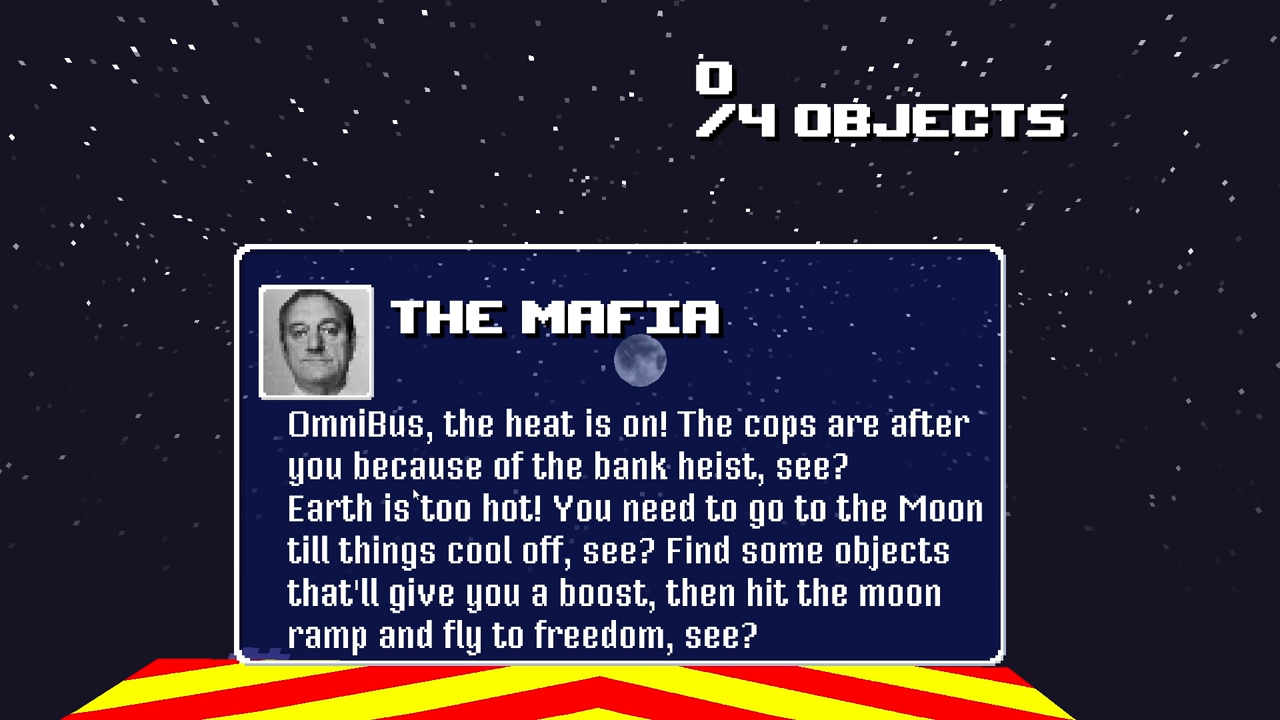 0
/4 OBJECTS
THE MAFIA
OmniBus, the heat is on! The cops are after
you because of the bank heist, see?
Earth is too hot! You need to go to the Moon
till things cool off, see? Find some objects
that'll give you a boost, then hit the moon
ramp and fly to freedom, see?